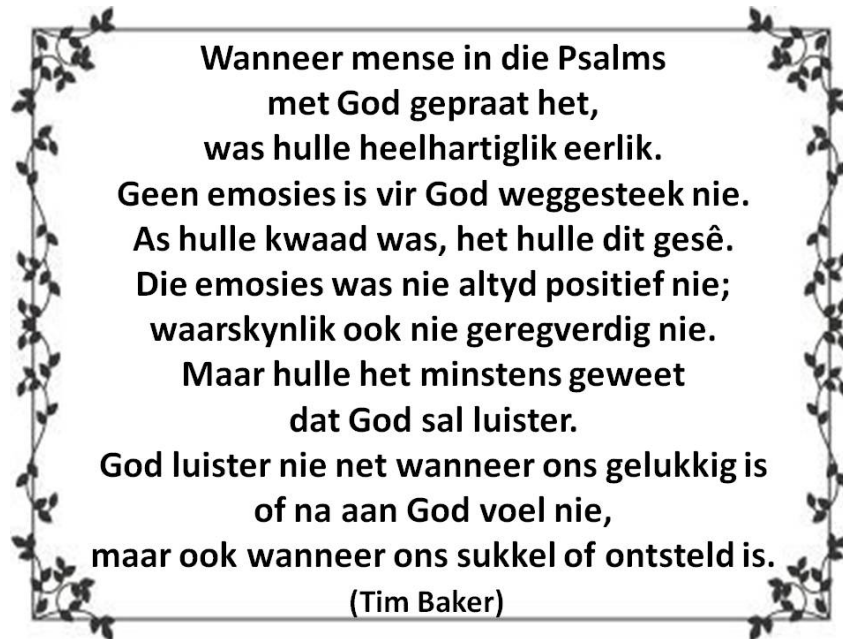 Wanneer mense in die Psalms
met God gepraat het,
was hulle heelhartiglik eerlik.
Geen emosies is vir God weggesteek nie.
As hulle kwaad was, het hulle dit gesê.
Die emosies was nie altyd positief nie;
waarskynlik ook nie geregverdig nie.
Maar hulle het minstens geweet
dat God sal luister.
God luister nie net wanneer ons gelukkig is
of na aan God voel nie,
maar ook wanneer ons sukkel of ontsteld is.
(Tim Baker)